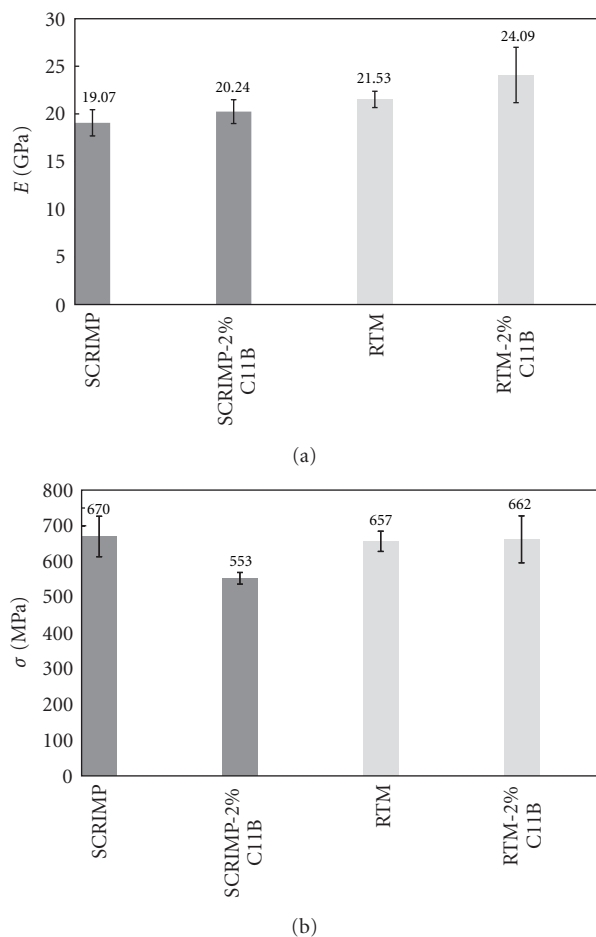 30
25
20
15
10
5
0
E (GPa)
19.07
20.24
21.53
24.09
SCRIMP
SCRIMP-2%
C11B
RTM
RTM-2%
C11B
(a)
800
700
600
500
400
300
200
100
0
σ (MPa)
670
553
657
662
SCRIMP
SCRIMP-2%
C11B
RTM
RTM-2%
C11B
(b)